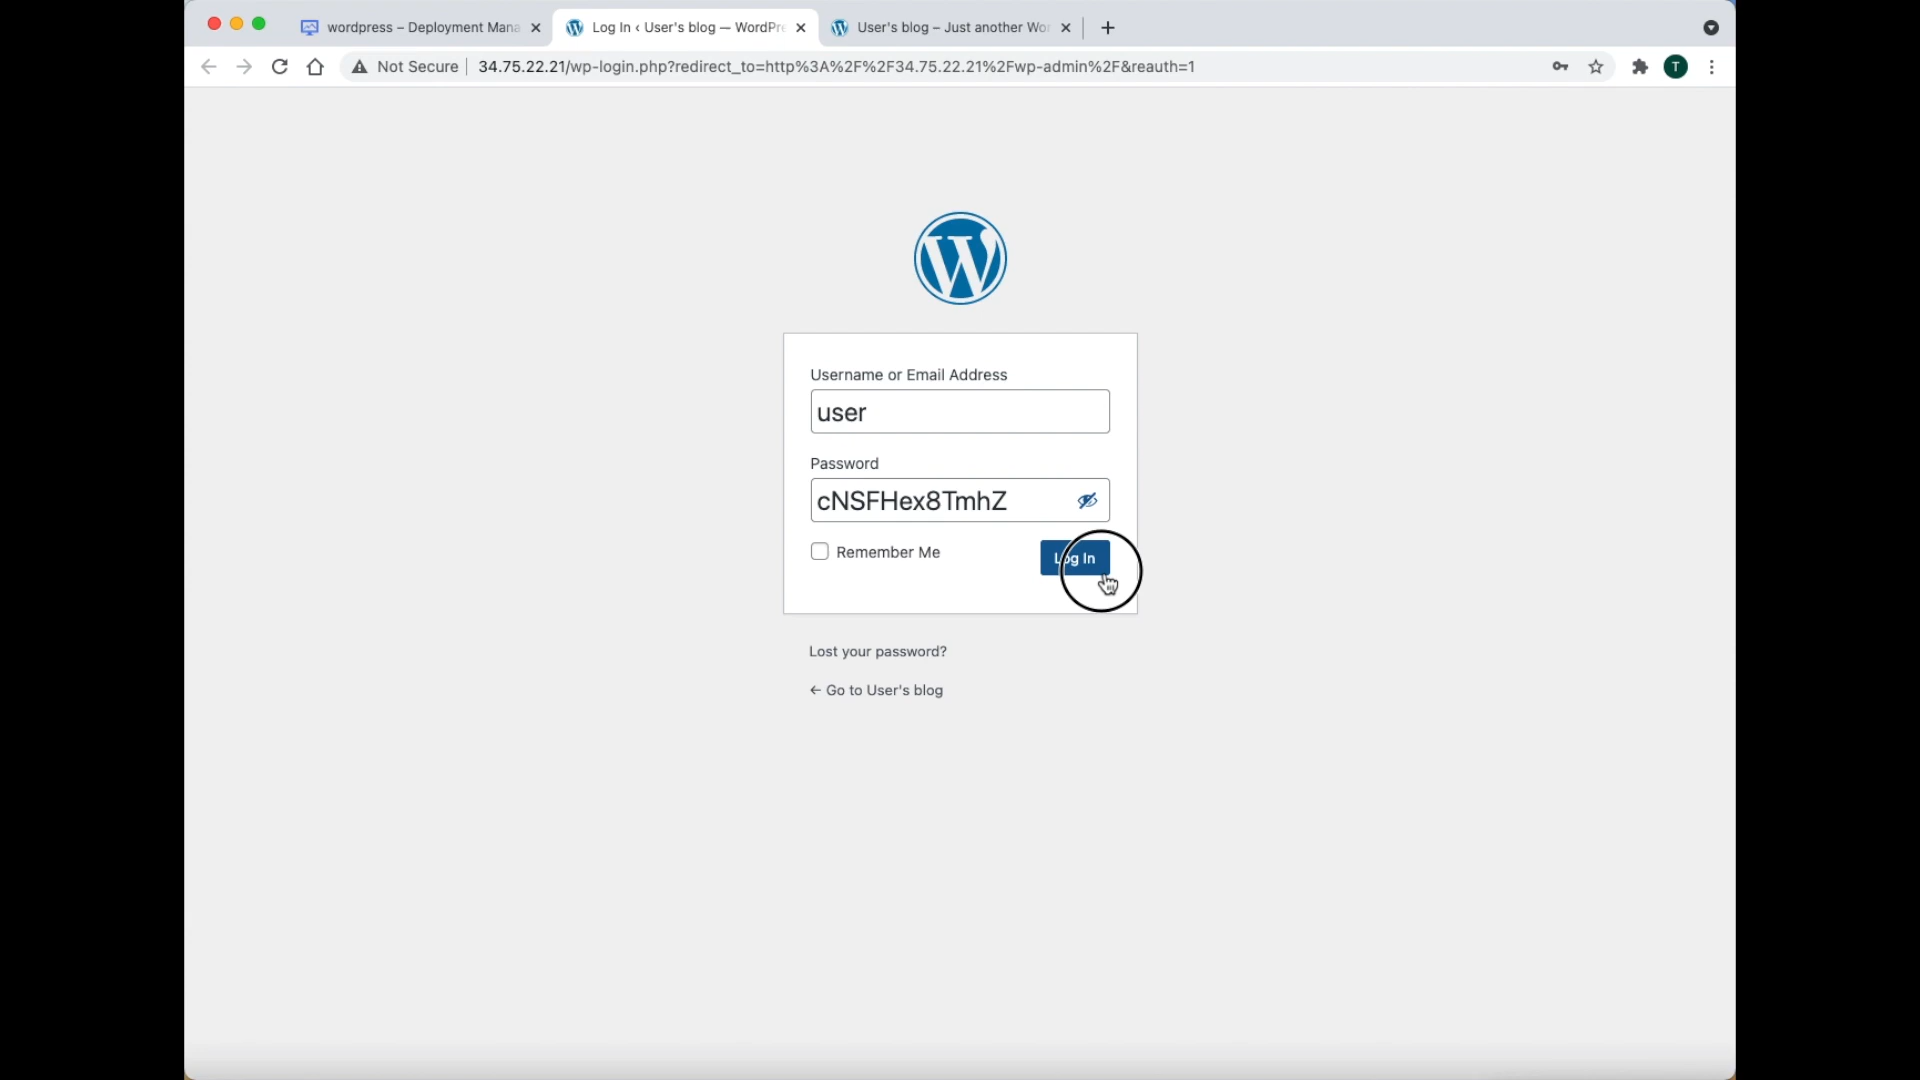 wordpress – Deployment Mana
Log In ‹ User's blog — WordPre
User's blog – Just another Wor
Not Secure
34.75.22.21/wp-login.php?redirect_to=http%3A%2F%2F34.75.22.21%2Fwp-admin%2F&reauth=1
T
Username or Email Address
user
Password
cNSFHex8TmhZ
Remember Me
Log In
Lost your password?
← Go to User's blog